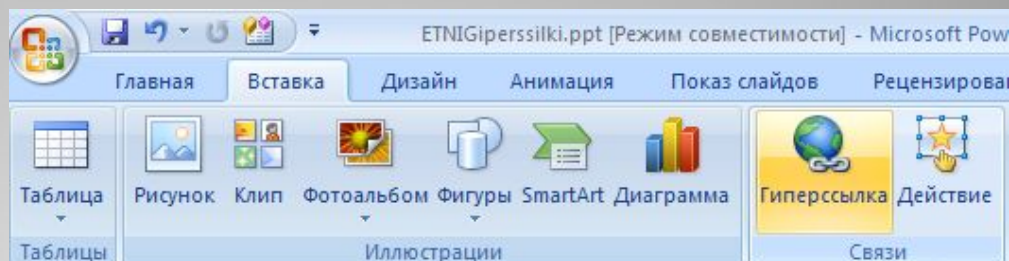 ETNIGiperssilki.ppt [Режим совместимости] - Microsoft Pow
Главная Вставка Дизайн Анимация Показ слайдов Рецензирова
Таблица Рисунок Клип Фотоальбом Фигуры SmartArt Диаграмма Гиперссылка Действие
Таблицы Иллюстрации Связи